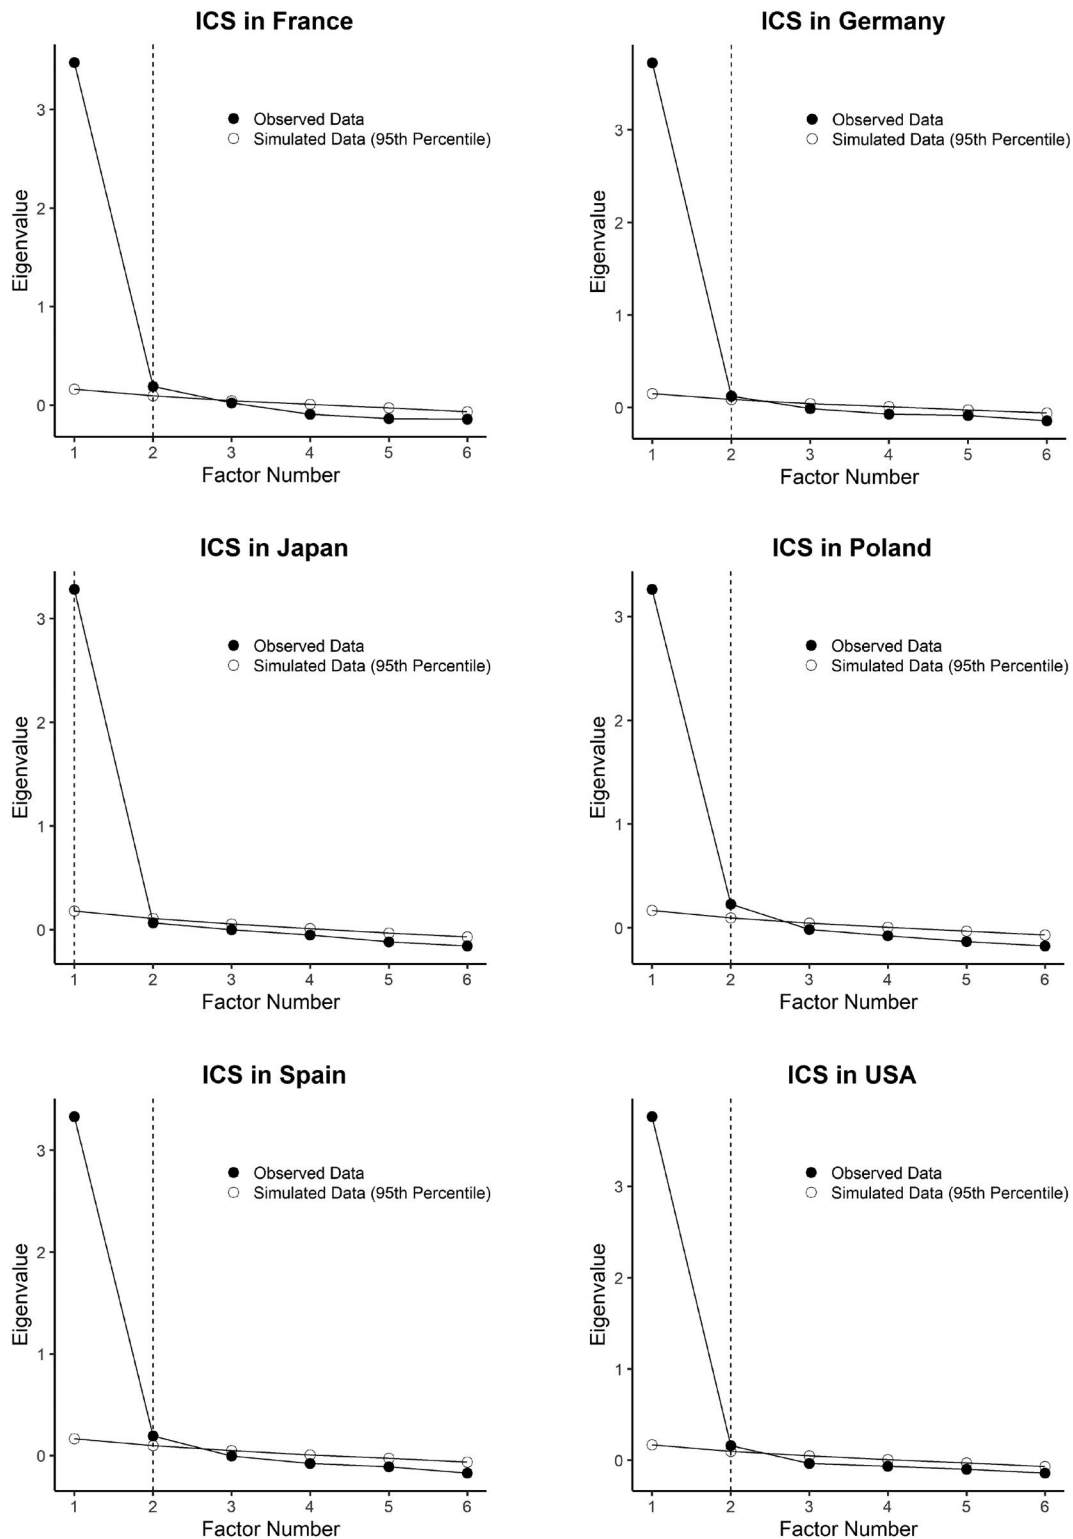 ICS in France
Observed Data
Simulated Data (95th Percentile)
Eigenvalue
3
2
1
0
1 2 3 4 5 6
Factor Number
ICS in Germany
Observed Data
Simulated Data (95th Percentile)
Eigenvalue
3
2
1
0
1 2 3 4 5 6
Factor Number
ICS in Japan
Observed Data
Simulated Data (95th Percentile)
Eigenvalue
3
2
1
0
1 2 3 4 5 6
Factor Number
ICS in Poland
Observed Data
Simulated Data (95th Percentile)
Eigenvalue
3
2
1
0
1 2 3 4 5 6
Factor Number
ICS in Spain
Observed Data
Simulated Data (95th Percentile)
Eigenvalue
3
2
1
0
1 2 3 4 5 6
Factor Number
ICS in USA
Observed Data
Simulated Data (95th Percentile)
Eigenvalue
3
2
1
0
1 2 3 4 5 6
Factor Number